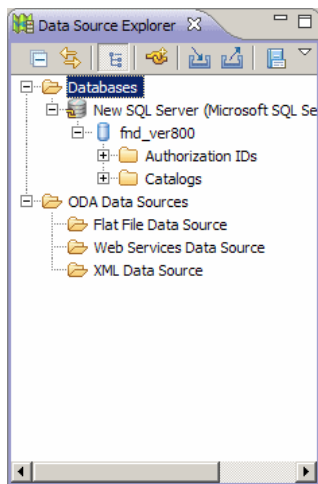 Data Source Explorer
Databases
New SQL Server (Microsoft SQL Se
fnd_ver800
Authorization IDs
Catalogs
ODA Data Sources
Flat File Data Source
Web Services Data Source
XML Data Source